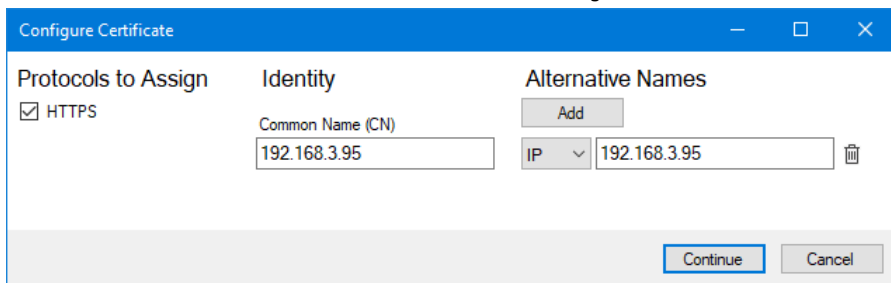 Configure Certificate
Protocols to Assign
HTTPS
Identity
Common Name (CN)
192.168.3.95
Alternative Names
Add
IP 192.168.3.95
Continue Cancel